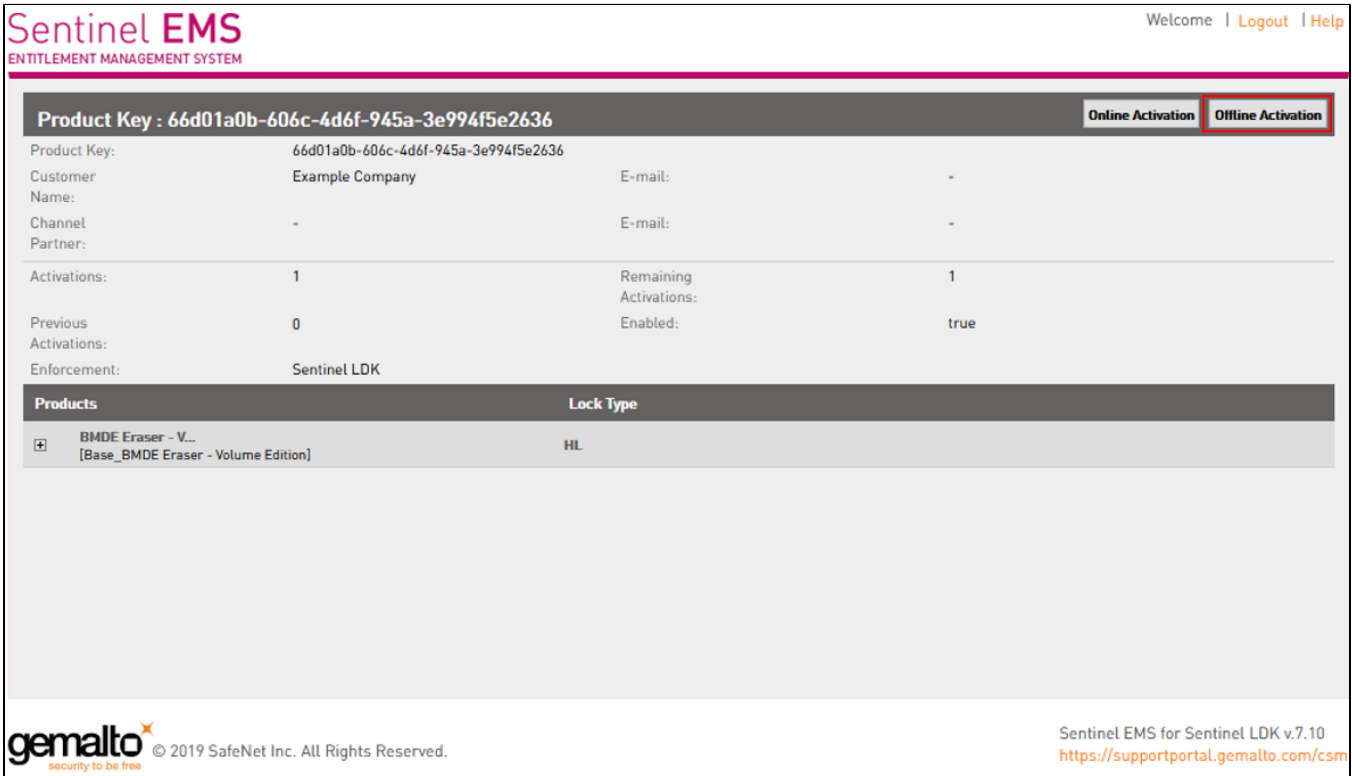 Sentinel EMS
ENTITLEMENT MANAGEMENT SYSTEM
Welcome | Logout | Help
Product Key : 66d01a0b-606c-4d6f-945a-3e994f5e2636
Online Activation Offline Activation
Product Key: 66d01a0b-606c-4d6f-945a-3e994f5e2636
Customer Name: Example Company E-mail: -
Channel Partner: - E-mail: -
Activations: 1 Remaining Activations: 1
Previous Activations: 0 Enabled: true
Enforcement: Sentinel LDK
Products Lock Type
BMDE Eraser - V... HL
[Base_BMDE Eraser - Volume Edition]
gemalto
security to be free
© 2019 SafeNet Inc. All Rights Reserved.
Sentinel EMS for Sentinel LDK v.7.10
https://supportportal.gemalto.com/csm